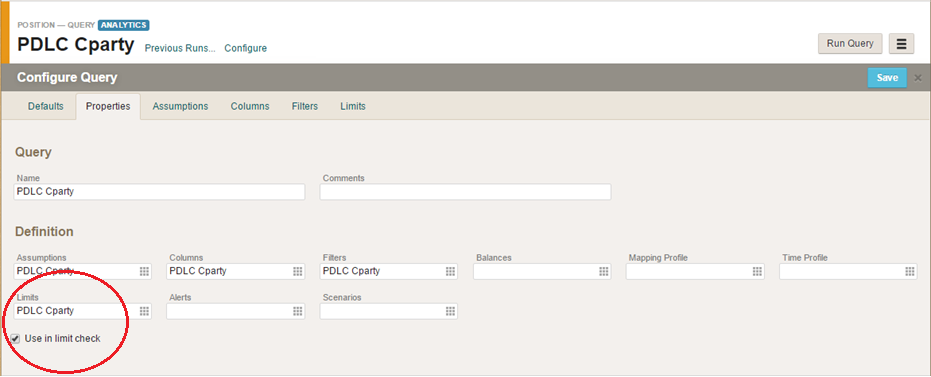 POSITION — QUERY ANALYTICS
PDLC Cparty Previous Runs... Configure Run Query
Configure Query Save ×
Defaults Properties Assumptions Columns Filters Limits
Query
Name Comments
PDLC Cparty
Definition
Assumptions Columns Filters Balances Mapping Profile Time Profile
PDLC Cparty PDLC Cparty PDLC Cparty
Limits Alerts Scenarios
PDLC Cparty
Use in limit check